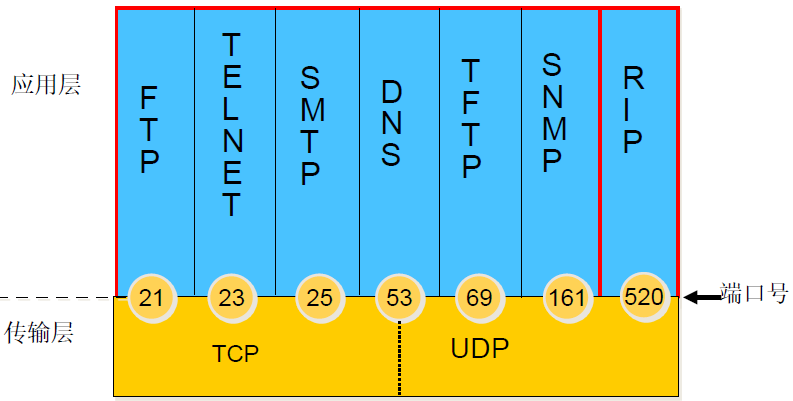 应用层
FTP
TELNET
SMTP
DNS
TFTP
SNMP
RIP
21
23
25
53
69
161
520
端口号
传输层
TCP
UDP